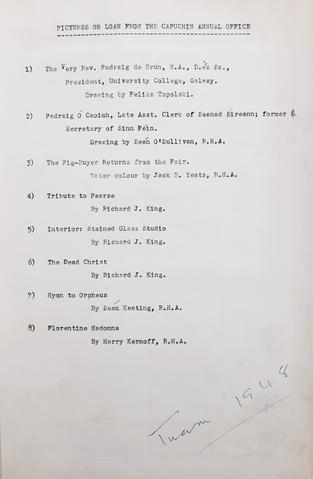 PICTURES ON LOAN FROM THE CAPUCHIN ANNUAL OFFICE
1) The Very Rev. Padraig de Brún, M.A., D.és Sc.,
President, University College, Galway.
Drawing by Feliks Topolski.
2) Padraig Ó Caoimh, Late Asst. Clerk of Seanad Eireann; former
Secretary of Sinn Féin.
Drawing by Seán O'Sullivan, R.H.A.
3) The Pig-Buyer Returns from the Fair.
Water colour by Jack B. Yeats, R.H.A.
4) Tribute to Pearse
By Richard J. King.
5) Interior: Stained Glass Studio
By Richard J. King.
6) The Dead Christ
By Richard J. King.
7) Hymn to Orpheus
By Seán Keating, R.H.A.
8) Florentine Madonna
By Harry Kernoff, R.H.A.
Tuam 1948